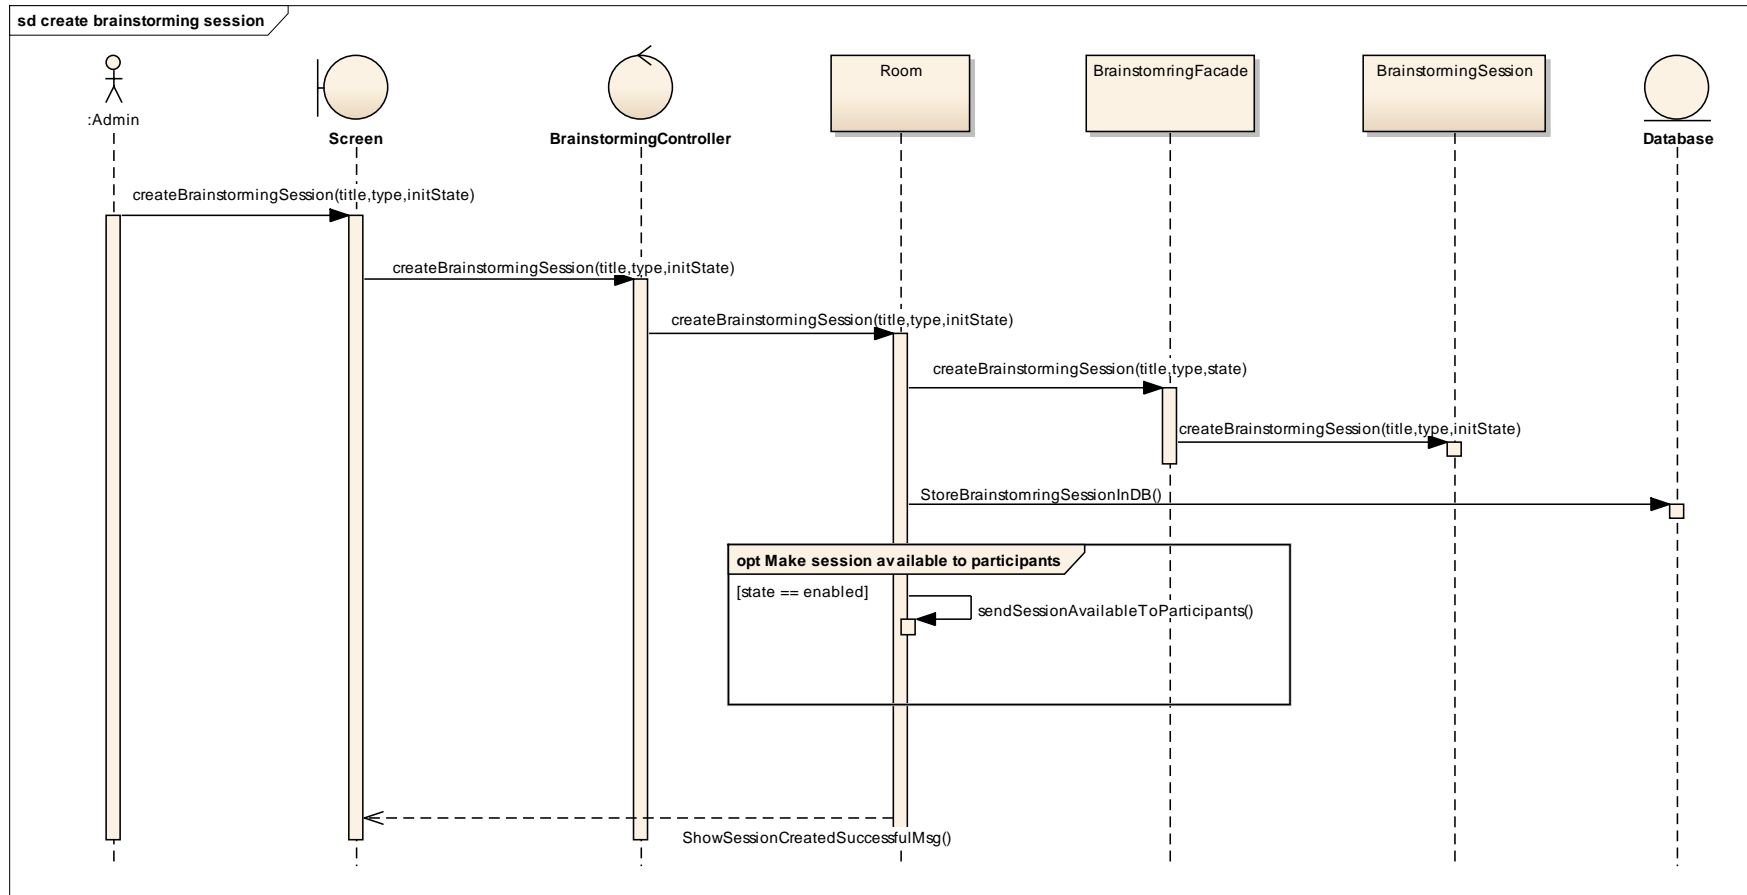 sd create brainstorming session
:Admin
Screen
BrainstormingController
Room
BrainstomringFacade
BrainstormingSession
Database
createBrainstormingSession(title,type,initState)
createBrainstormingSession(title,type,initState)
createBrainstormingSession(title,type,initState)
createBrainstormingSession(title,type,state)
createBrainstormingSession(title,type,initState)
StoreBrainstomringSessionInDB()
opt Make session available to participants
[state == enabled]
sendSessionAvailableToParticipants()
ShowSessionCreatedSuccessfulMsg()